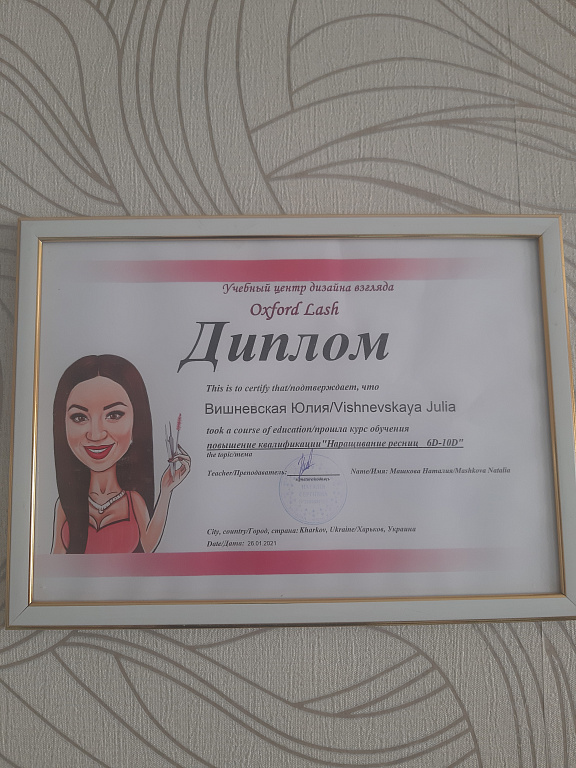 Учебный центр дизайна взгляда
Oxford Lash
Диплом
This is to certify that/подтверждает, что
Вишневская Юлия/Vishnevskaya Julia
took a course of education/прошла курс обучения
повышение квалификации "Наращивание ресниц 6D-10D"
the topic/тема
Teacher/Преподаватель: Name/Имя: Машкова Наталия/Mashkova Natalia
City, country/Город, страна: Kharkov, Ukraine/Харьков, Украина
Date/Дата: 26.01.2021